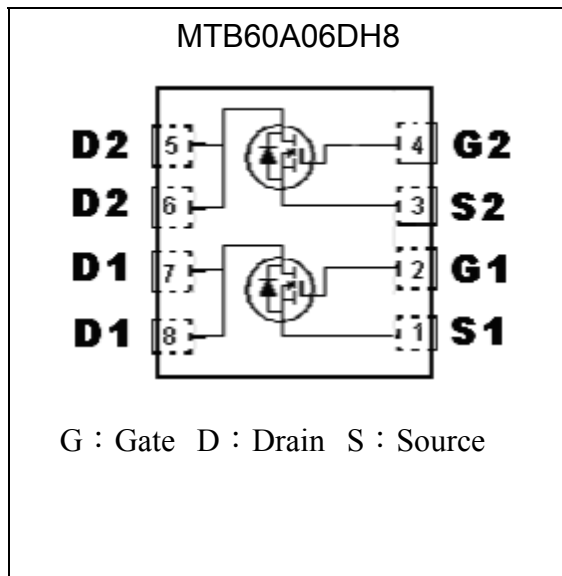 MTB60A06DH8
D2 5 4 G2
D2 6 3 S2
D1 7 2 G1
D1 8 1 S1
G：Gate D：Drain S：Source